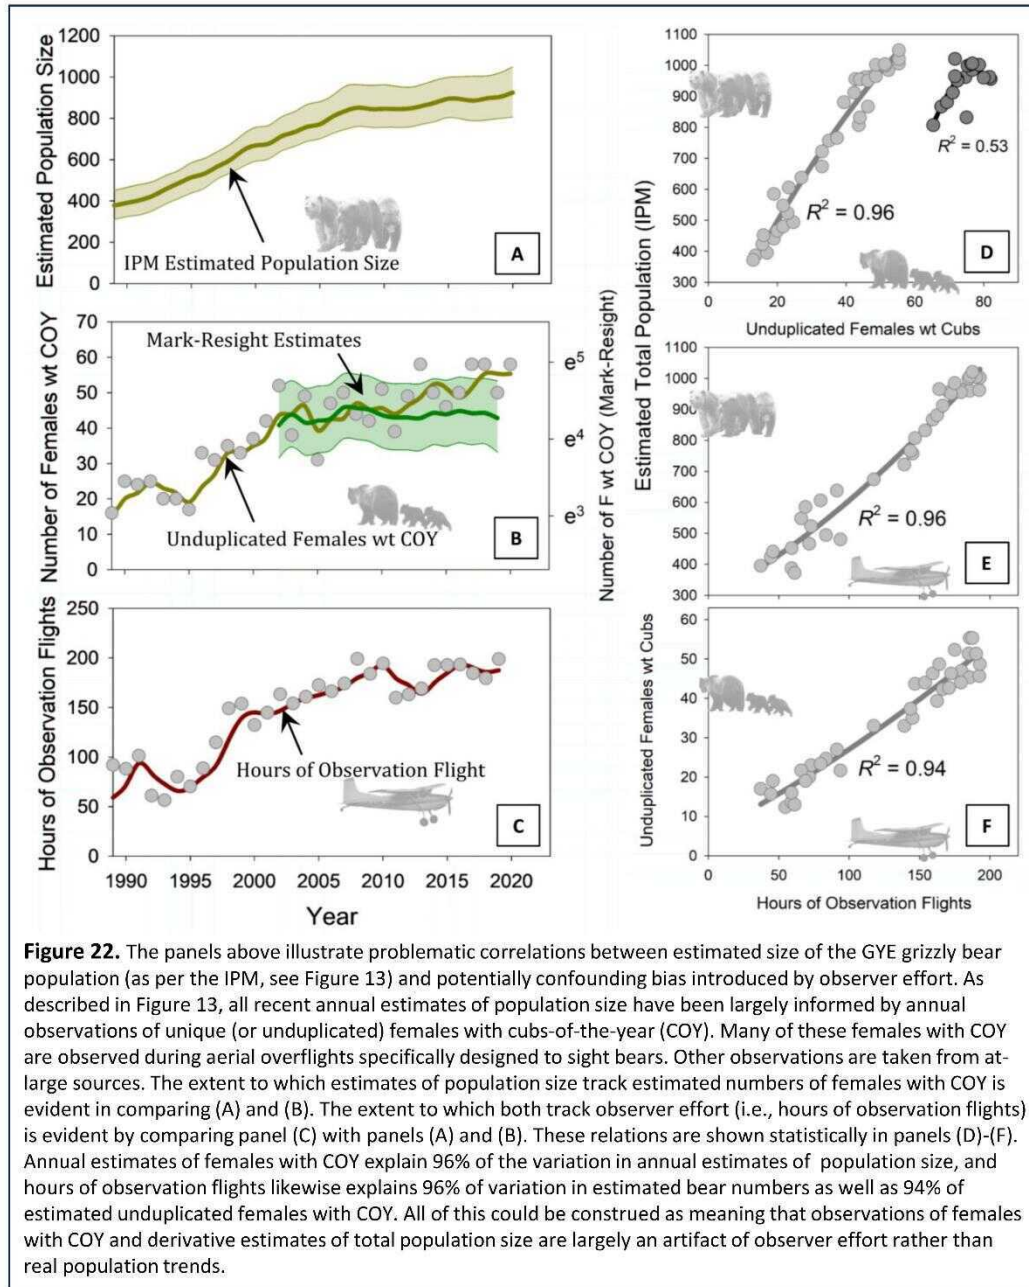 Estimated Population Size
1200
1000
800
600
400
200
0
IPM Estimated Population Size
A
Number of Females wt COY
70
60
50
40
30
20
10
0
Mark-Resight Estimates
Unduplicated Females wt COY
B
e5
e4
e3
Number of F wt COY (Mark-Resight)
Hours of Observation Flights
250
200
150
100
50
0
Hours of Observation Flight
C
1990 1995 2000 2005 2010 2015 2020
Year
Estimated Total Population (IPM)
1100
1000
900
800
700
600
500
400
300
R2 = 0.53
R2 = 0.96
D
0 20 40 60 80
Unduplicated Females wt Cubs
1100
1000
900
800
700
600
500
400
300
R2 = 0.96
E
Unduplicated Females wt Cubs
60
50
40
30
20
10
0
R2 = 0.94
F
0 50 100 150 200
Hours of Observation Flights
Figure 22. The panels above illustrate problematic correlations between estimated size of the GYE grizzly bear
population (as per the IPM, see Figure 13) and potentially confounding bias introduced by observer effort. As
described in Figure 13, all recent annual estimates of population size have been largely informed by annual
observations of unique (or unduplicated) females with cubs-of-the-year (COY). Many of these females with COY
are observed during aerial overflights specifically designed to sight bears. Other observations are taken from at-
large sources. The extent to which estimates of population size track estimated numbers of females with COY is
evident in comparing (A) and (B). The extent to which both track observer effort (i.e., hours of observation flights)
is evident by comparing panel (C) with panels (A) and (B). These relations are shown statistically in panels (D)-(F).
Annual estimates of females with COY explain 96% of the variation in annual estimates of population size, and
hours of observation flights likewise explains 96% of variation in estimated bear numbers as well as 94% of
estimated unduplicated females with COY. All of this could be construed as meaning that observations of females
with COY and derivative estimates of total population size are largely an artifact of observer effort rather than
real population trends.